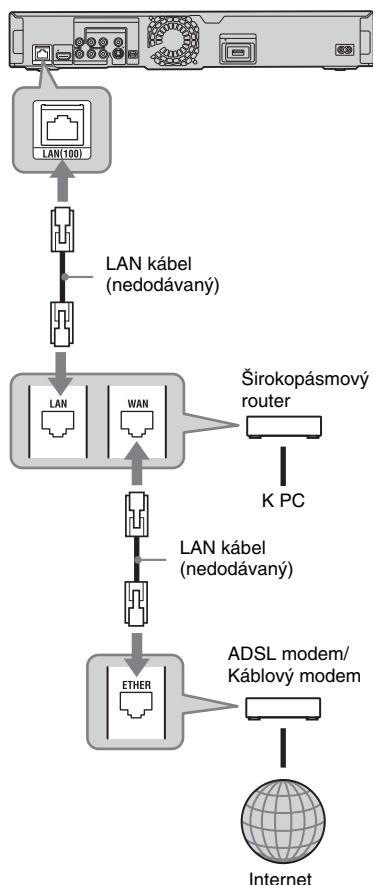 LAN(100)
LAN kábel
(nedodávaný)
LAN
WAN
Širokopásmový
router
K PC
LAN kábel
(nedodávaný)
ETHER
ADSL modem/
Káblový modem
Internet